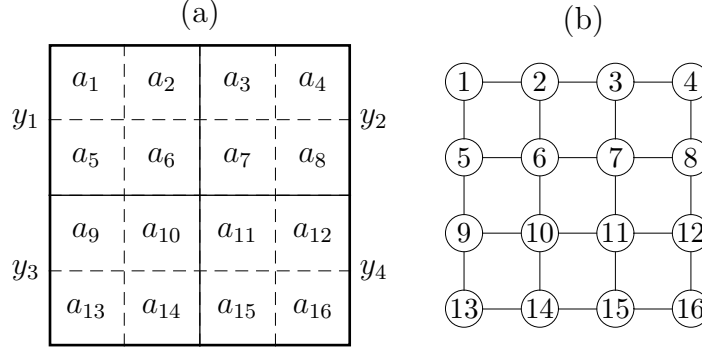 (a)
a₁ a₂ a₃ a₄
y₁ y₂
a₅ a₆ a₇ a₈
a₉ a₁₀ a₁₁ a₁₂
y₃ y₄
a₁₃ a₁₄ a₁₅ a₁₆
(b)
1 2 3 4
5 6 7 8
9 10 11 12
13 14 15 16